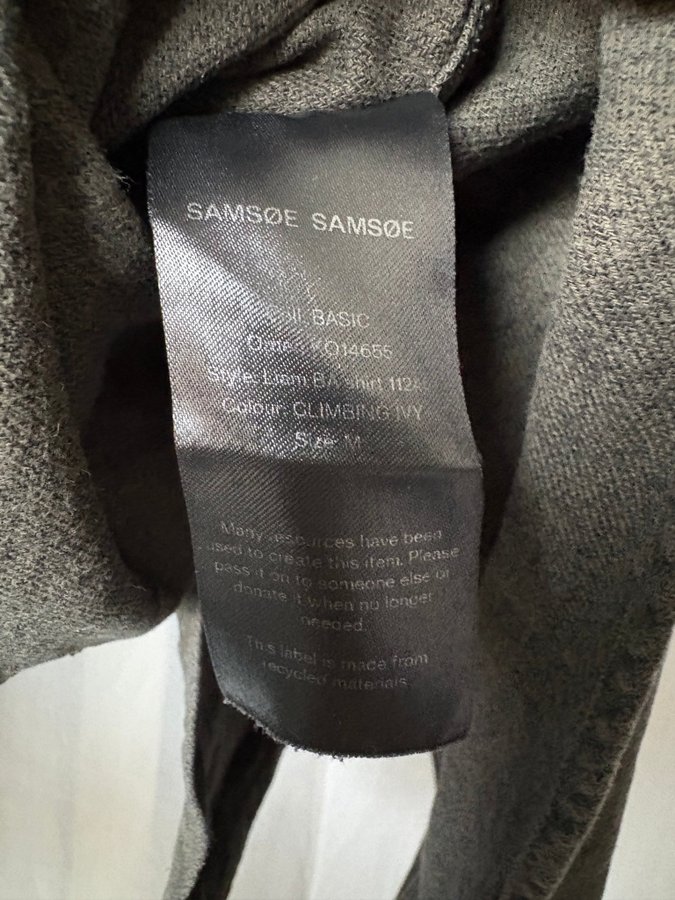 SAMSØE SAMSØE
BASIC
KO14655
Style: Liam BA shirt
Colour: CLIMBING IVY
Size: M
Many resources have been
used to create this item. Please
pass it on to someone else or
donate it when no longer
needed.
This label is made from
recycled materials